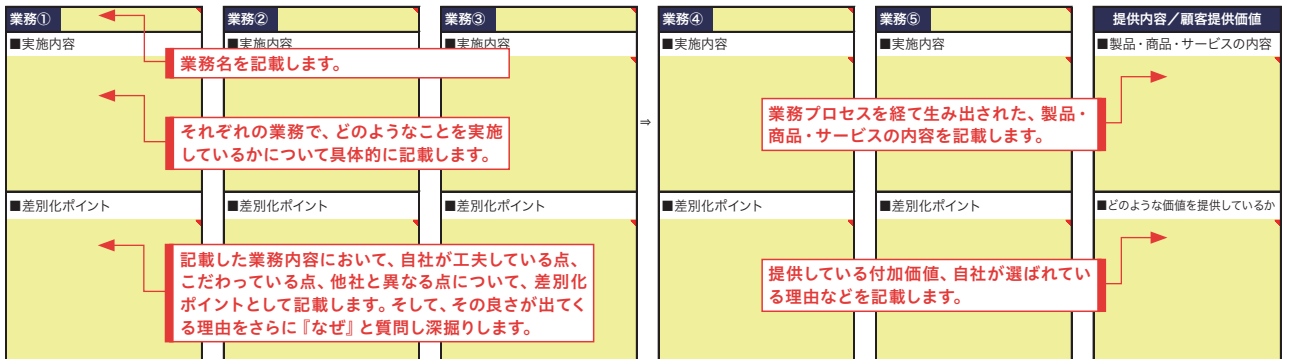 業務① 業務② 業務③ 業務④ 業務⑤ 提供内容／顧客提供価値
■実施内容 ■実施内容 ■実施内容 ■実施内容 ■実施内容 ■製品・商品・サービスの内容
業務名を記載します。
それぞれの業務で、どのようなことを実施
しているかについて具体的に記載します。
⇒
業務プロセスを経て生み出された、製品・
商品・サービスの内容を記載します。
■差別化ポイント ■差別化ポイント ■差別化ポイント ■差別化ポイント ■差別化ポイント ■どのような価値を提供しているか
記載した業務内容において、自社が工夫している点、
こだわっている点、他社と異なる点について、差別化
ポイントとして記載します。そして、その良さが出てく
る理由をさらに『なぜ』と質問し深掘りします。
提供している付加価値、自社が選ばれてい
る理由などを記載します。